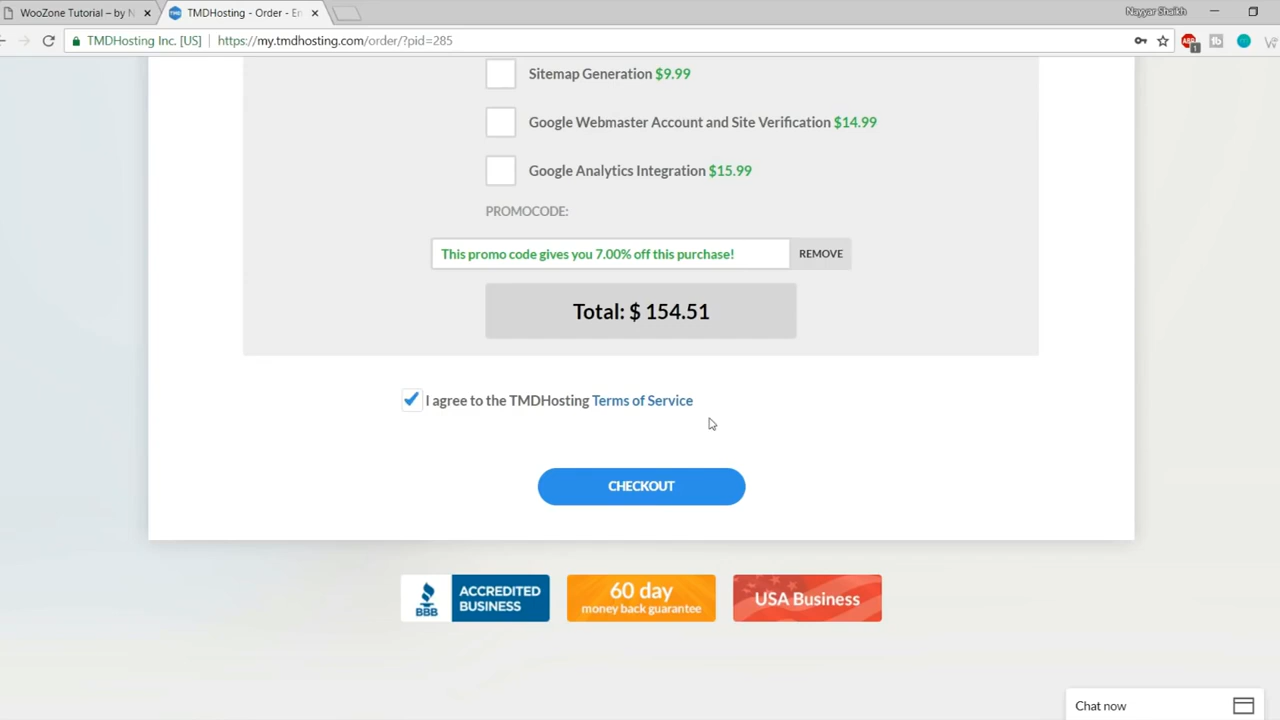 WooZone Tutorial – by N
TMDHosting - Order - En
Nayyar Shaikh
TMDHosting Inc. [US]
https://my.tmdhosting.com/order/?pid=285
ABP
1
Sitemap Generation $9.99
Google Webmaster Account and Site Verification $14.99
Google Analytics Integration $15.99
PROMOCODE:
This promo code gives you 7.00% off this purchase!
REMOVE
Total: $ 154.51
I agree to the TMDHosting Terms of Service
CHECKOUT
BBB
ACCREDITED
BUSINESS
60 day
money back guarantee
USA Business
Chat now